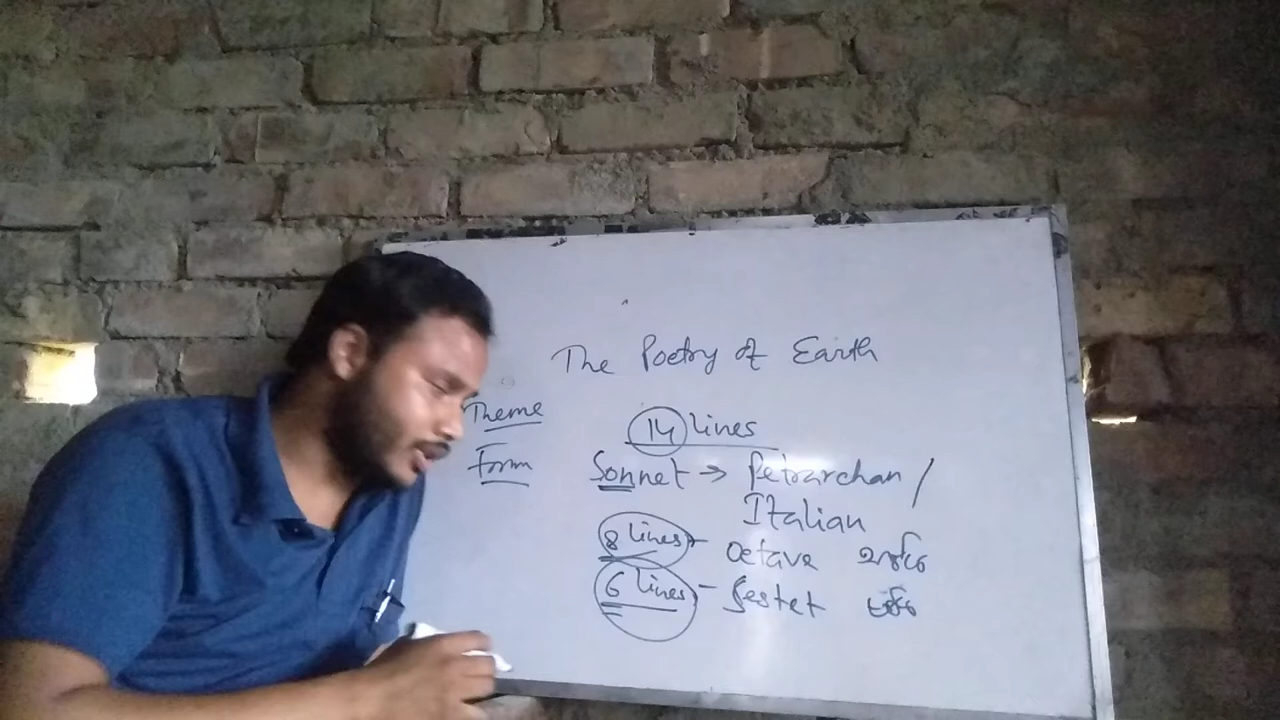 The Poetry of Earth
Theme
14 lines
Form
Sonnet → Petrarchan /
Italian
8 lines - Octave অষ্টক
6 lines - Sestet ষষ্টক